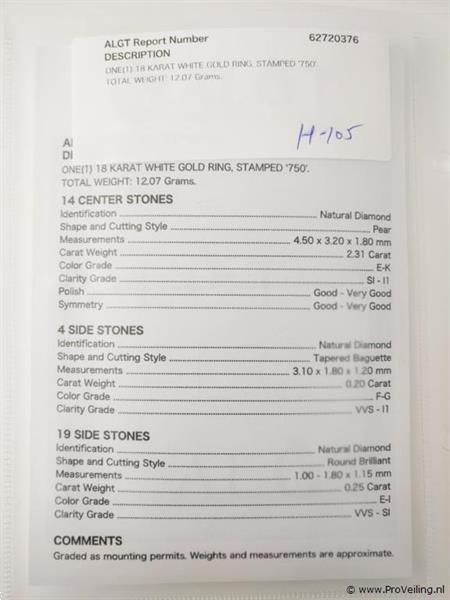 ALGT Report Number 62720376
DESCRIPTION
ONE(1) 18 KARAT WHITE GOLD RING, STAMPED '750'.
TOTAL WEIGHT: 12.07 Grams.
H-105
ONE(1) 18 KARAT WHITE GOLD RING, STAMPED '750'.
TOTAL WEIGHT: 12.07 Grams.
14 CENTER STONES
Identification Natural Diamond
Shape and Cutting Style Pear
Measurements 4.50 x 3.20 x 1.80 mm
Carat Weight 2.31 Carat
Color Grade E-K
Clarity Grade SI - I1
Polish Good - Very Good
Symmetry Good - Very Good
4 SIDE STONES
Identification Natural Diamond
Shape and Cutting Style Tapered Baguette
Measurements 3.10 x 1.80 x 1.20 mm
Carat Weight 0.20 Carat
Color Grade F-G
Clarity Grade VVS - I1
19 SIDE STONES
Identification Natural Diamond
Shape and Cutting Style Round Brilliant
Measurements 1.00 - 1.80 x 1.15 mm
Carat Weight 0.25 Carat
Color Grade E-I
Clarity Grade VVS - SI
COMMENTS
Graded as mounting permits. Weights and measurements are approximate.
© www.ProVeiling.nl